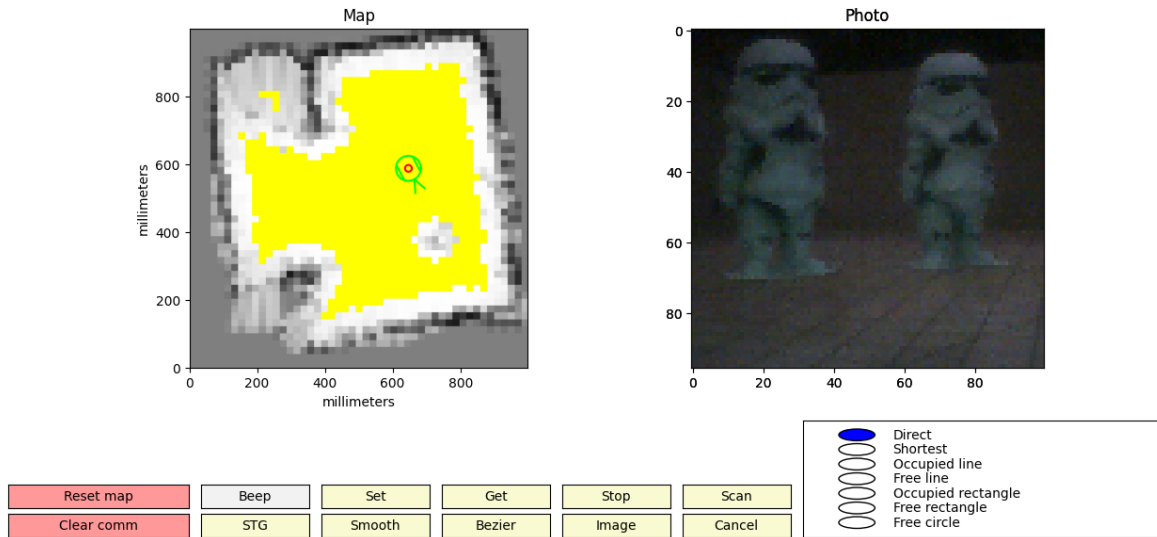 Map
Photo
millimeters
800
600
400
200
0
0
200
400
600
800
millimeters
0
20
40
60
80
0
20
40
60
80
Direct
Shortest
Occupied line
Free line
Occupied rectangle
Free rectangle
Free circle
Reset map
Beep
Set
Get
Stop
Scan
Clear comm
STG
Smooth
Bezier
Image
Cancel